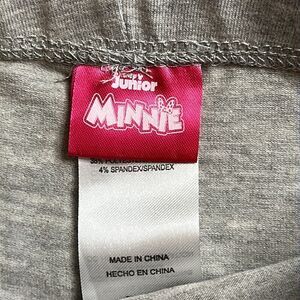 Junior
MINNIE
4% SPANDEX/SPANDEX
MADE IN CHINA
HECHO EN CHINA